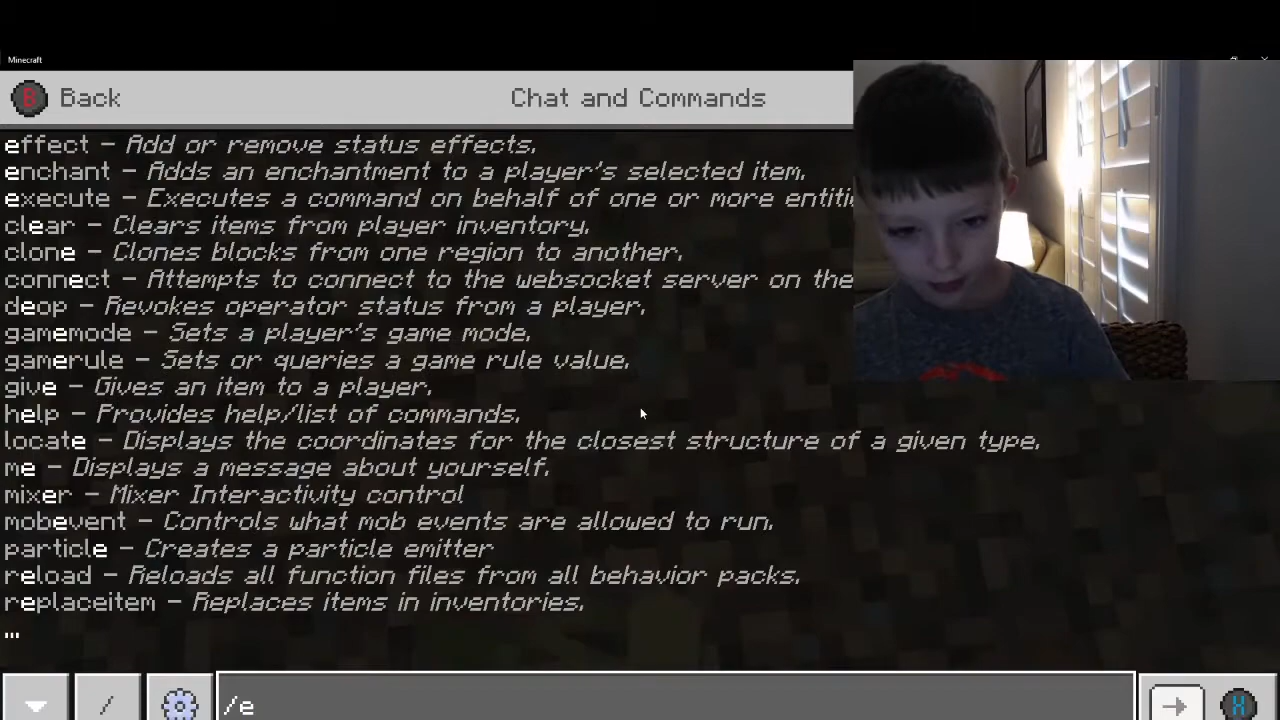 Minecraft
B Back
Chat and Commands
effect - Add or remove status effects.
enchant - Adds an enchantment to a player's selected item.
execute - Executes a command on behalf of one or more entiti
clear - Clears items from player inventory.
clone - Clones blocks from one region to another.
connect - Attempts to connect to the websocket server on the
deop - Revokes operator status from a player.
gamemode - Sets a player's game mode.
gamerule - Sets or queries a game rule value.
give - Gives an item to a player.
help - Provides help/list of commands.
locate - Displays the coordinates for the closest structure of a given type.
me - Displays a message about yourself.
mixer - Mixer Interactivity control
mobevent - Controls what mob events are allowed to run.
particle - Creates a particle emitter
reload - Reloads all function files from all behavior packs.
replaceitem - Replaces items in inventories.
...
/ /e X